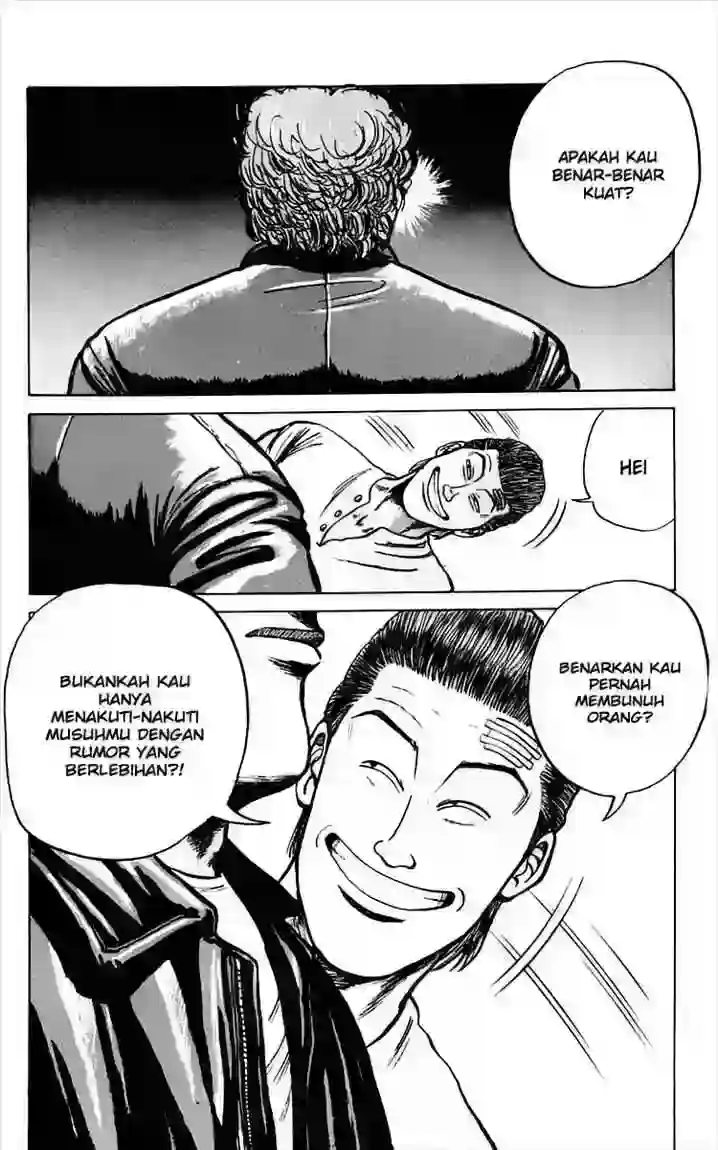 APAKAH KAU
BENAR-BENAR
KUAT?
HEI
BENARKAN KAU
PERNAH
MEMBUNUH
ORANG?
BUKANKAH KAU
HANYA
MENAKUTI-NAKUTI
MUSUHMU DENGAN
RUMOR YANG
BERLEBIHAN?!